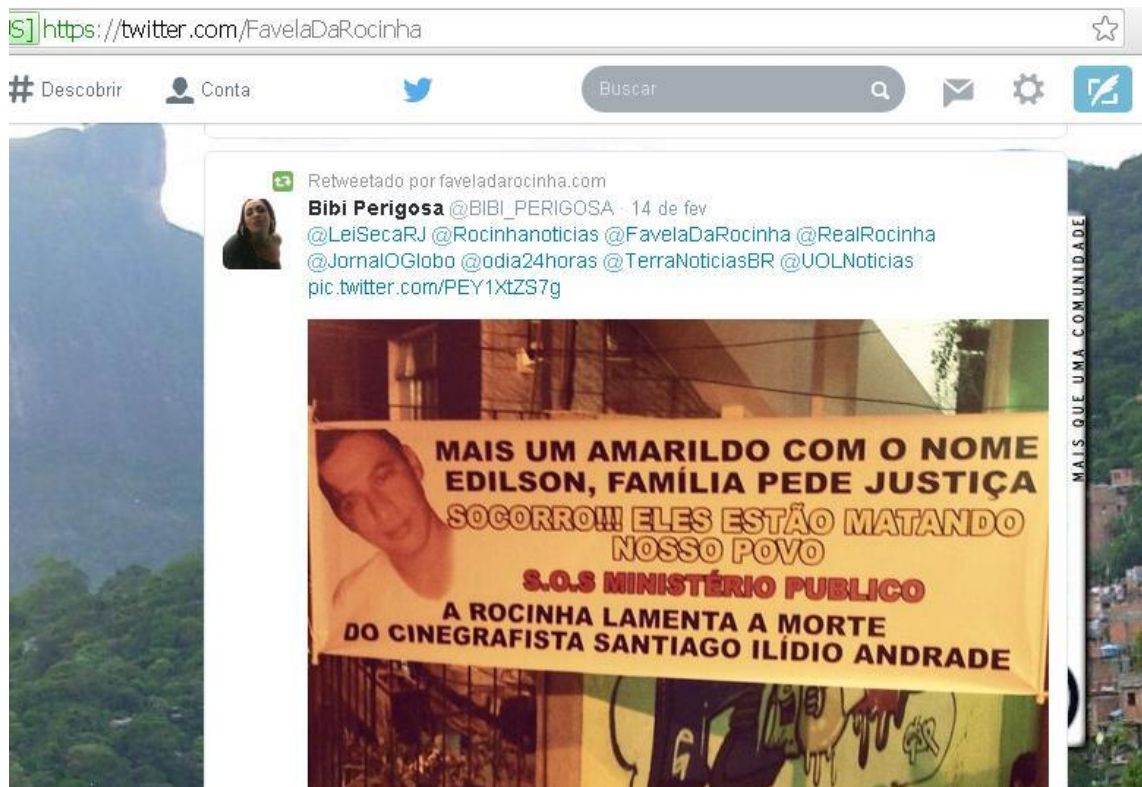 S] https://twitter.com/FavelaDaRocinha
# Descobrir Conta Buscar
Retweetado por faveladarocinha.com
Bibi Perigosa @BIBI_PERIGOSA · 14 de fev
@LeiSecaRJ @Rocinhanoticias @FavelaDaRocinha @RealRocinha
@JornalOGlobo @odia24horas @TerraNoticiasBR @UOLNoticias
pic.twitter.com/PEY1XtZS7g
MAIS UM AMARILDO COM O NOME
EDILSON, FAMÍLIA PEDE JUSTIÇA
SOCORRO!!! ELES ESTÃO MATANDO
NOSSO POVO
S.O.S MINISTÉRIO PUBLICO
A ROCINHA LAMENTA A MORTE
DO CINEGRAFISTA SANTIAGO ILÍDIO ANDRADE
MAIS QUE UMA COMUNIDADE